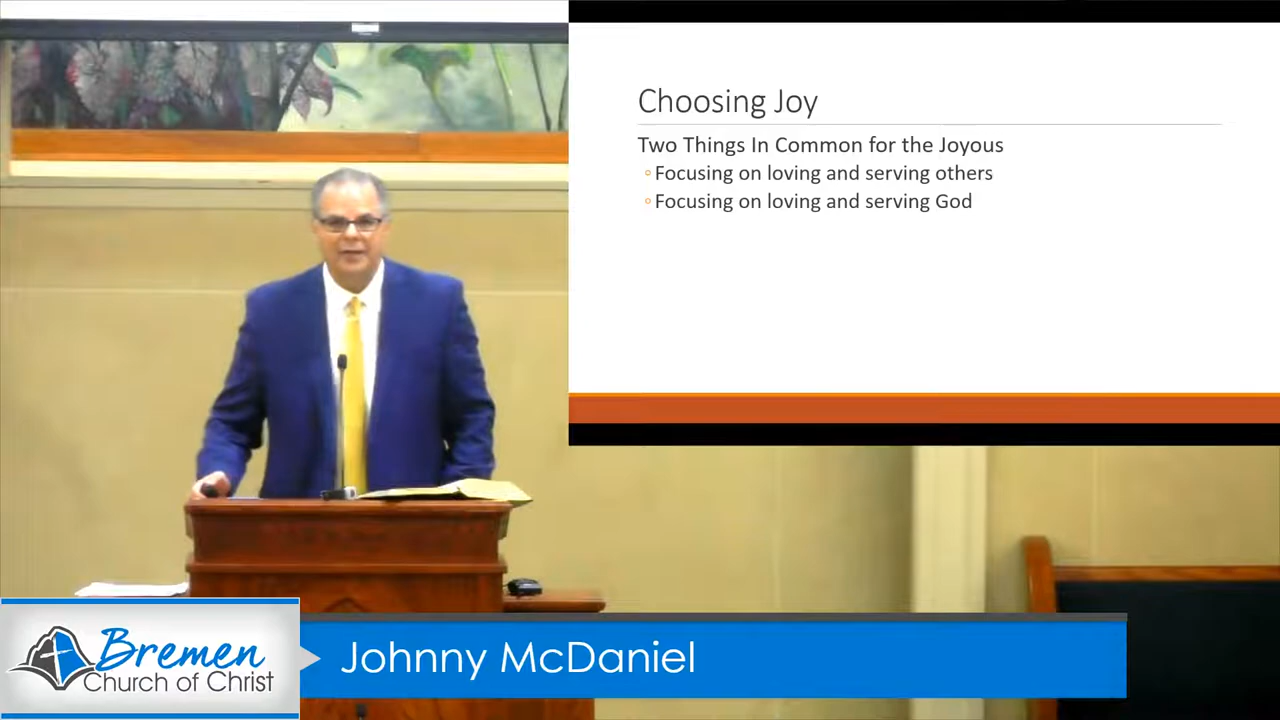 Choosing Joy
Two Things In Common for the Joyous
Focusing on loving and serving others
Focusing on loving and serving God
Bremen
Church of Christ
Johnny McDaniel